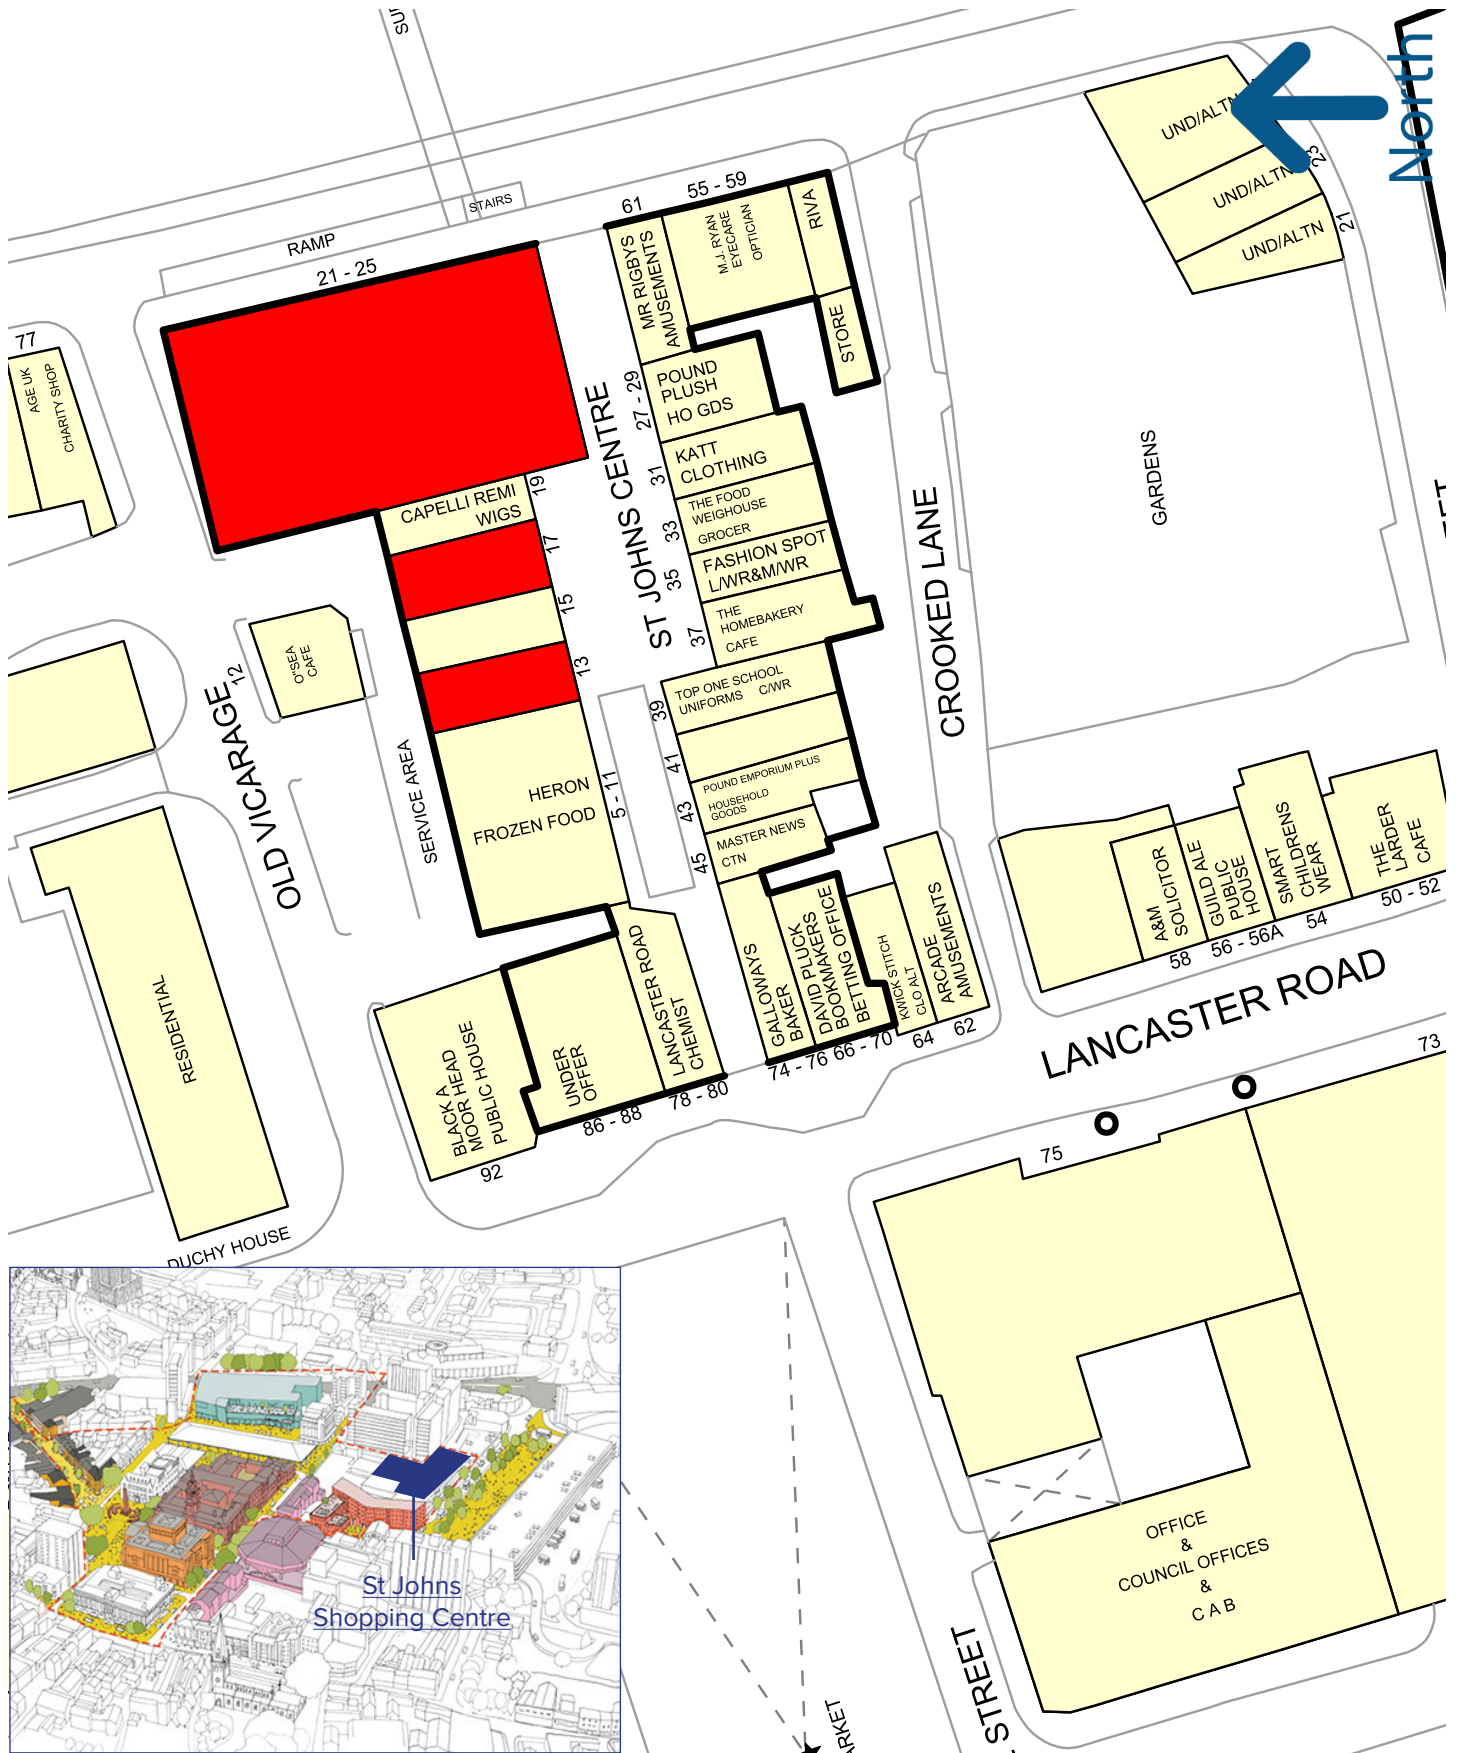 SU
North
UND/ALTN
UND/ALTN
23
UND/ALTN
21
STAIRS
RAMP
21 - 25
61
55 - 59
RIVA
MR RIGBYS
AMUSEMENTS
M.J. RYAN
EYECARE
OPTICIAN
STORE
77
AGE UK
CHARITY SHOP
27 - 29
POUND
PLUSH
HO GDS
ST JOHNS CENTRE
31
KATT
CLOTHING
33
THE FOOD
WEIGHOUSE
GROCER
35
FASHION SPOT
L/WR&M/WR
37
THE
HOMEBAKERY
CAFE
39
TOP ONE SCHOOL
UNIFORMS C/WR
41
43
POUND EMPORIUM PLUS
HOUSEHOLD
GOODS
45
MASTER NEWS
CTN
CAPELLI REMI
WIGS
19
17
15
13
5 - 11
HERON
FROZEN FOOD
SERVICE AREA
O'SEA
CAFE
12
OLD VICARAGE
CROOKED LANE
GARDENS
ET
RESIDENTIAL
DUCHY HOUSE
BLACK A
MOOR HEAD
PUBLIC HOUSE
92
UNDER
OFFER
86 - 88
LANCASTER ROAD
CHEMIST
78 - 80
GALLOWAYS
BAKER
74 - 76
DAVID PLUCK
BOOKMAKERS
BETTING OFFICE
66 - 70
KWICK STITCH
CLO ALT
64
ARCADE
AMUSEMENTS
62
A&M
SOLICITOR
58
GUILD ALE
PUBLIC
HOUSE
56 - 56A
SMART
CHILDRENS
WEAR
54
THE
LARDER
CAFE
50 - 52
LANCASTER ROAD
73
75
OFFICE
&
COUNCIL OFFICES
&
C A B
STREET
ARKET
St Johns
Shopping Centre